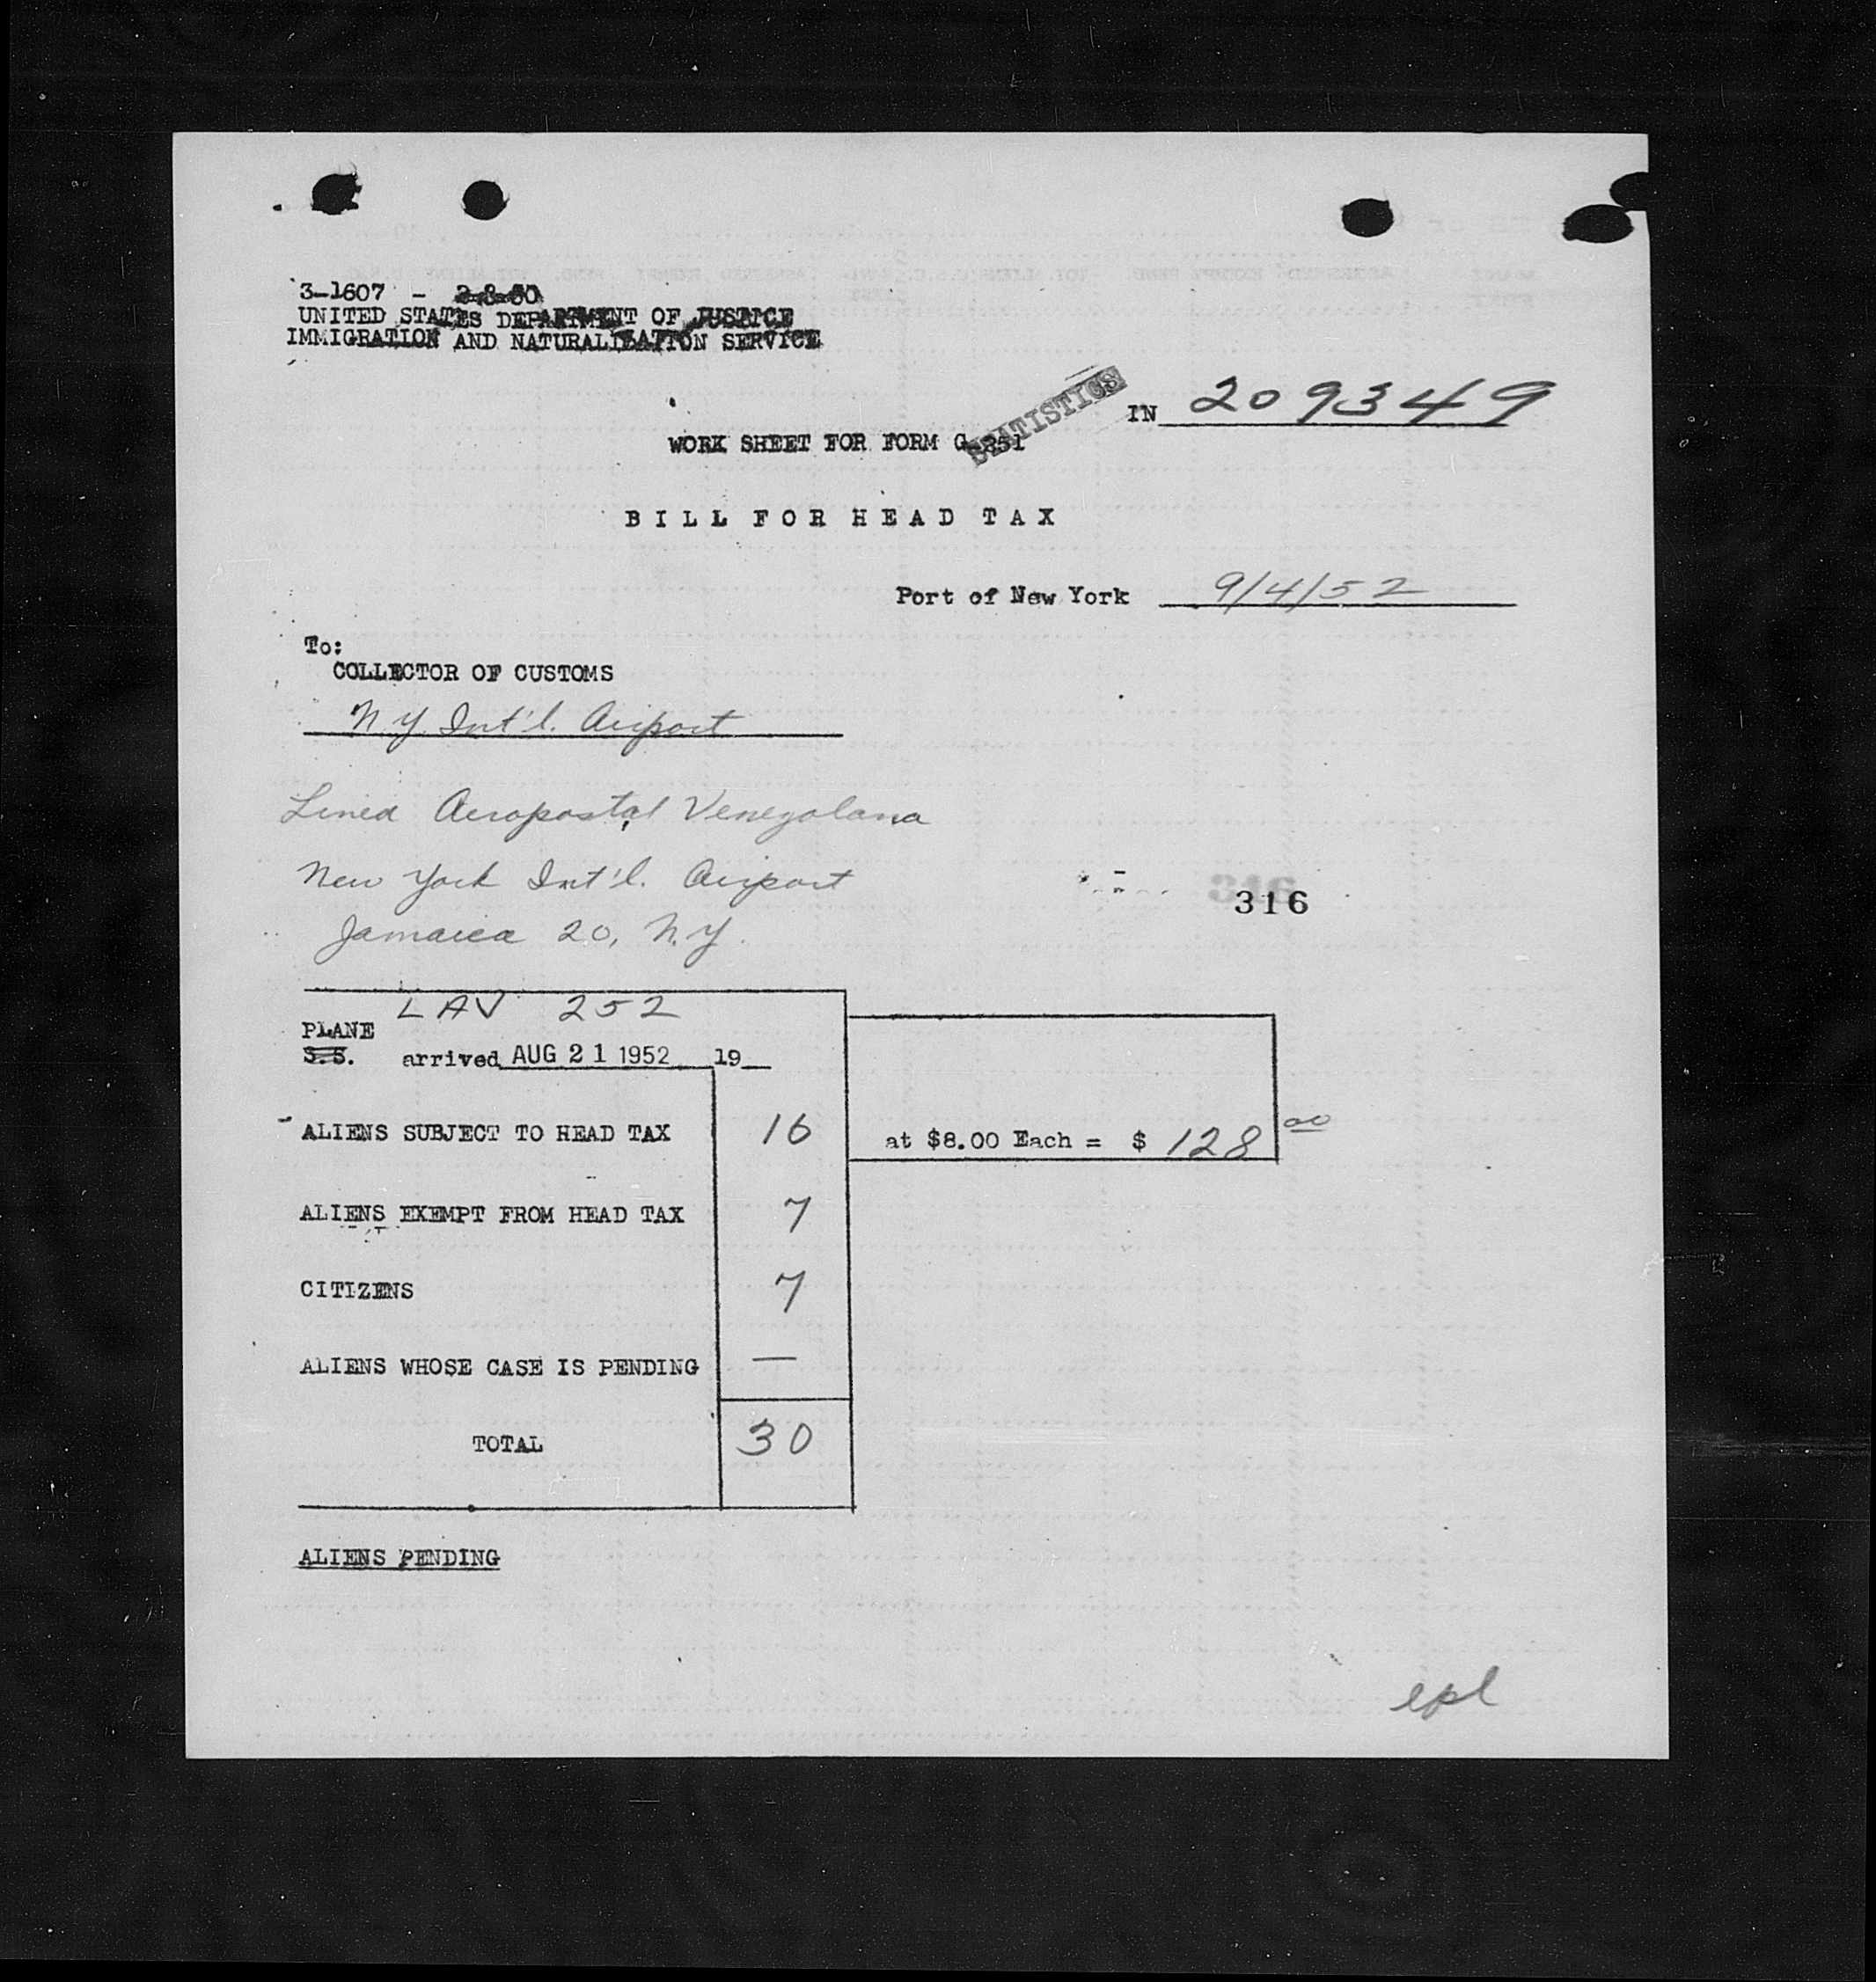 3-1607 - 2-8-50
UNITED STATES DEPARTMENT OF JUSTICE
IMMIGRATION AND NATURALIZATION SERVICE
STATISTICS
IN 209349
WORK SHEET FOR FORM G-251
BILL FOR HEAD TAX
Port of New York 9/4/52
To:
COLLECTOR OF CUSTOMS
N.Y. Int'l. Airport
Linea Aeropostal Venezolana
New York Int'l. Airport
316
Jamaica 20, N.Y.
LAV 252
PLANE
S.S. arrived AUG 21 1952 19
ALIENS SUBJECT TO HEAD TAX 16 at $8.00 Each = $ 128 00
ALIENS EXEMPT FROM HEAD TAX 7
CITIZENS 7
ALIENS WHOSE CASE IS PENDING —
TOTAL 30
ALIENS PENDING
epl